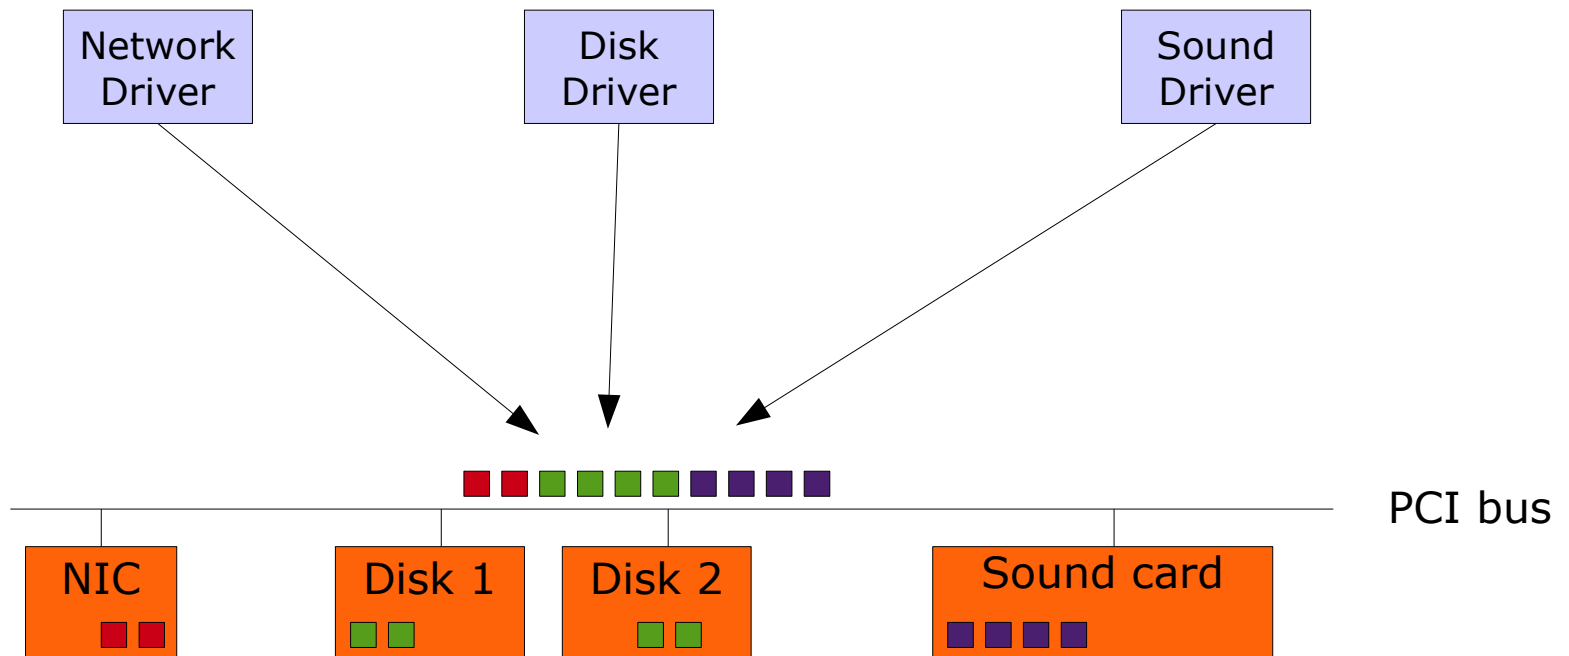 Network
Driver
Disk
Driver
Sound
Driver
PCI bus
NIC
Disk 1
Disk 2
Sound card